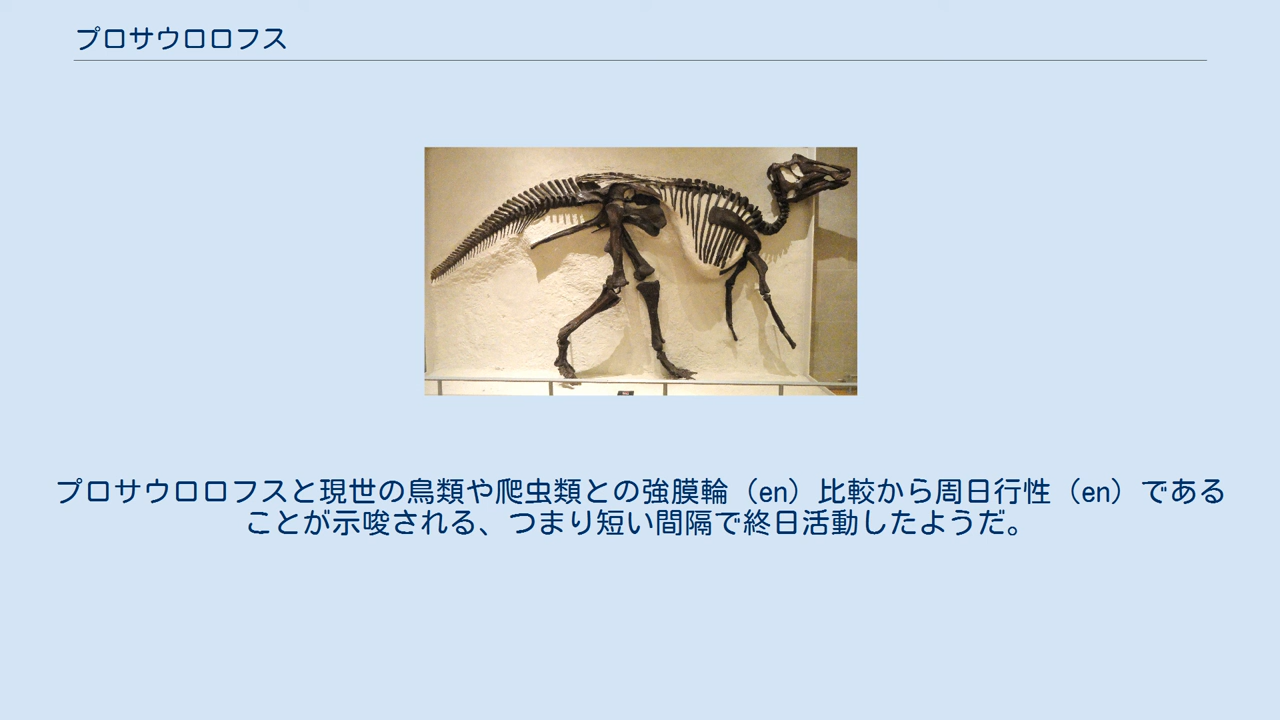 プロサウロロフス
プロサウロロフスと現世の鳥類や爬虫類との強膜輪（en）比較から周日行性（en）である
ことが示唆される、つまり短い間隔で終日活動したようだ。